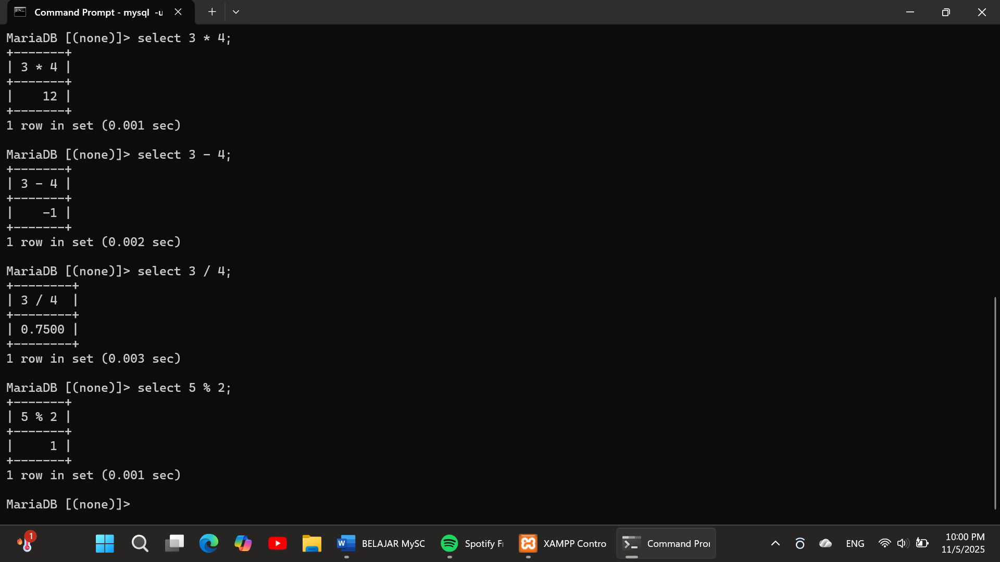 Command Prompt - mysql  -u
MariaDB [(none)]> select 3 * 4;
+-------+
| 3 * 4 |
+-------+
|    12 |
+-------+
1 row in set (0.001 sec)
MariaDB [(none)]> select 3 - 4;
+-------+
| 3 - 4 |
+-------+
|    -1 |
+-------+
1 row in set (0.002 sec)
MariaDB [(none)]> select 3 / 4;
+--------+
| 3 / 4  |
+--------+
| 0.7500 |
+--------+
1 row in set (0.003 sec)
MariaDB [(none)]> select 5 % 2;
+-------+
| 5 % 2 |
+-------+
|     1 |
+-------+
1 row in set (0.001 sec)
MariaDB [(none)]>
1
BELAJAR MySC
Spotify Fr
XAMPP Contro
Command Pror
ENG
10:00 PM
11/5/2025